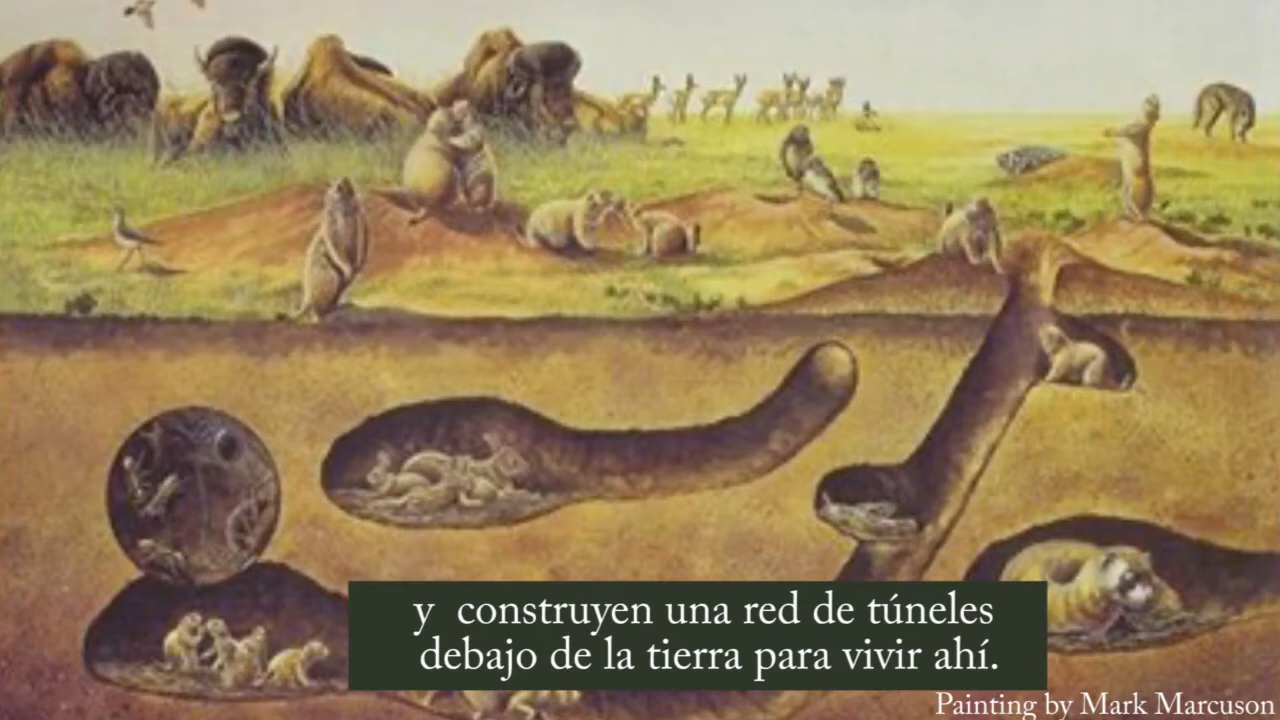 y construyen una red de túneles
debajo de la tierra para vivir ahí.
Painting by Mark Marcuson